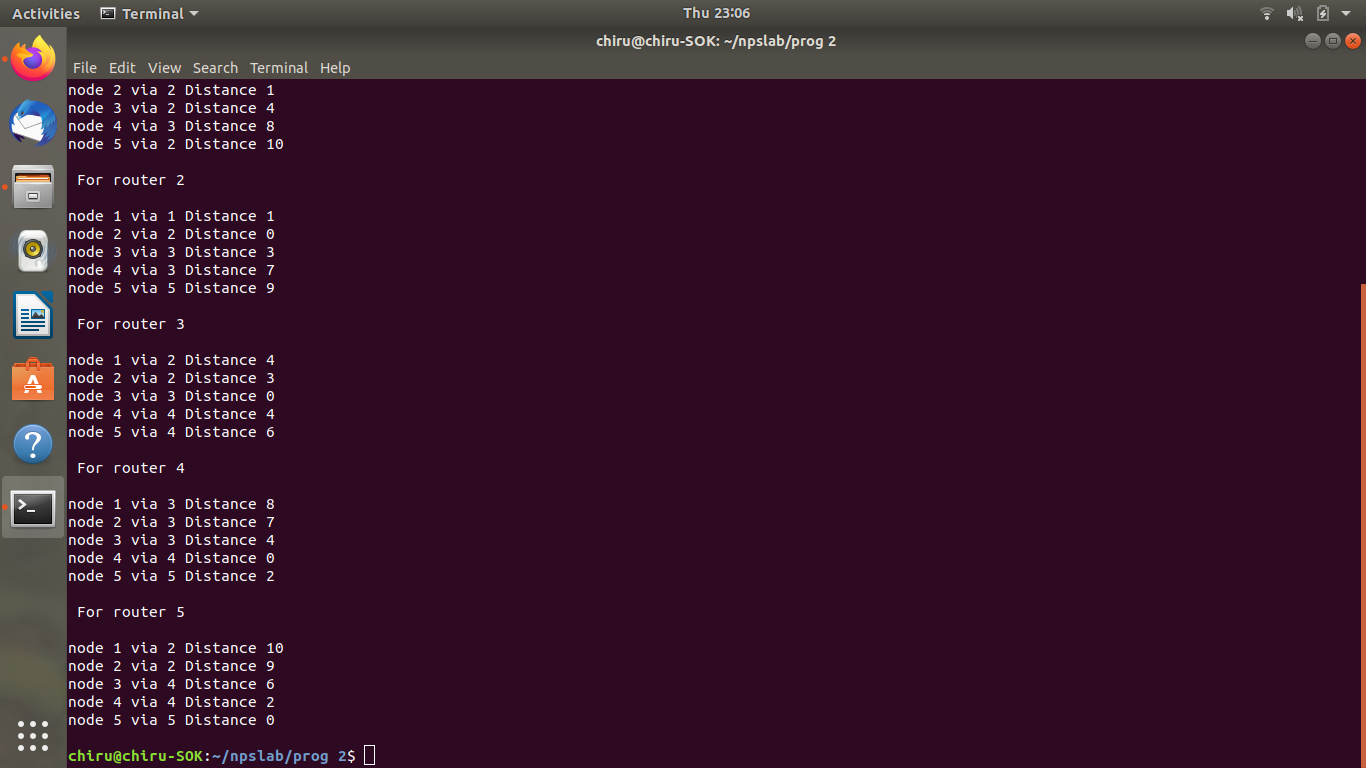 Activities Terminal Thu 23:06
chiru@chiru-SOK: ~/npslab/prog 2
File Edit View Search Terminal Help
node 2 via 2 Distance 1
node 3 via 2 Distance 4
node 4 via 3 Distance 8
node 5 via 2 Distance 10
For router 2
node 1 via 1 Distance 1
node 2 via 2 Distance 0
node 3 via 3 Distance 3
node 4 via 3 Distance 7
node 5 via 5 Distance 9
For router 3
node 1 via 2 Distance 4
node 2 via 2 Distance 3
node 3 via 3 Distance 0
node 4 via 4 Distance 4
node 5 via 4 Distance 6
For router 4
node 1 via 3 Distance 8
node 2 via 3 Distance 7
node 3 via 3 Distance 4
node 4 via 4 Distance 0
node 5 via 5 Distance 2
For router 5
node 1 via 2 Distance 10
node 2 via 2 Distance 9
node 3 via 4 Distance 6
node 4 via 4 Distance 2
node 5 via 5 Distance 0
chiru@chiru-SOK:~/npslab/prog 2$